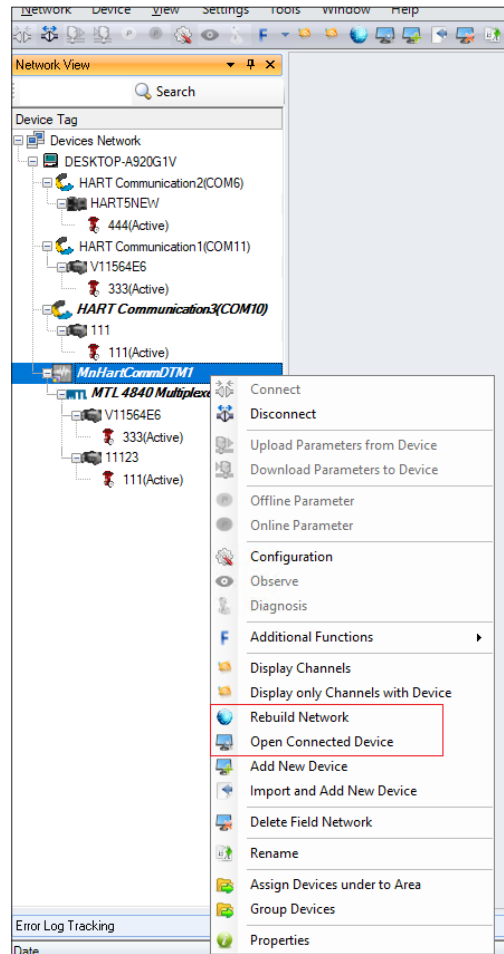 Network Device View Settings Tools Window Help
F
Network View
Search
Device Tag
Devices Network
DESKTOP-A920G1V
HART Communication2(COM6)
HART5NEW
444(Active)
HART Communication1(COM11)
V11564E6
333(Active)
HART Communication3(COM10)
111
111(Active)
MnHartCommDTM1
MTL MTL 4840 Multiplexe
V11564E6
333(Active)
11123
111(Active)
Connect
Disconnect
Upload Parameters from Device
Download Parameters to Device
Offline Parameter
Online Parameter
Configuration
Observe
Diagnosis
F Additional Functions
Display Channels
Display only Channels with Device
Rebuild Network
Open Connected Device
Add New Device
Import and Add New Device
Delete Field Network
Rename
Assign Devices under to Area
Group Devices
Properties
Error Log Tracking
Date